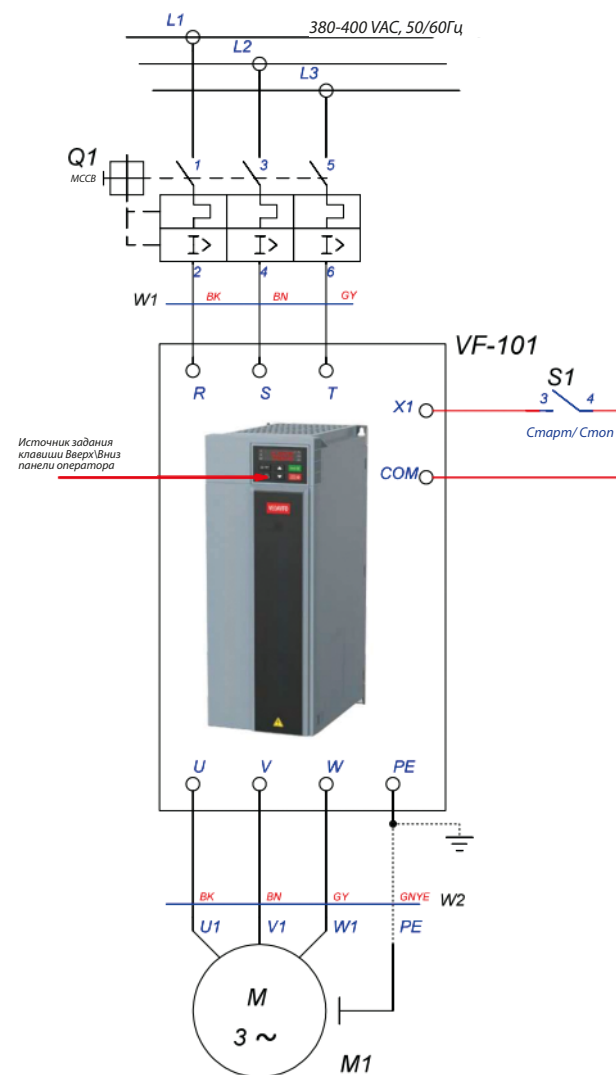 L1
380-400 VAC, 50/60Гц
L2
L3
Q1
МССВ
1 3 5
I> I> I>
2 4 6
W1 BK BN GY
VF-101
R S T
S1
X1 3 4
Старт/ Стоп
COM
Источник задания
клавиши Вверх\Вниз
панели оператора
U V W PE
BK BN GY GNYE W2
U1 V1 W1 PE
M
3 ~
M1